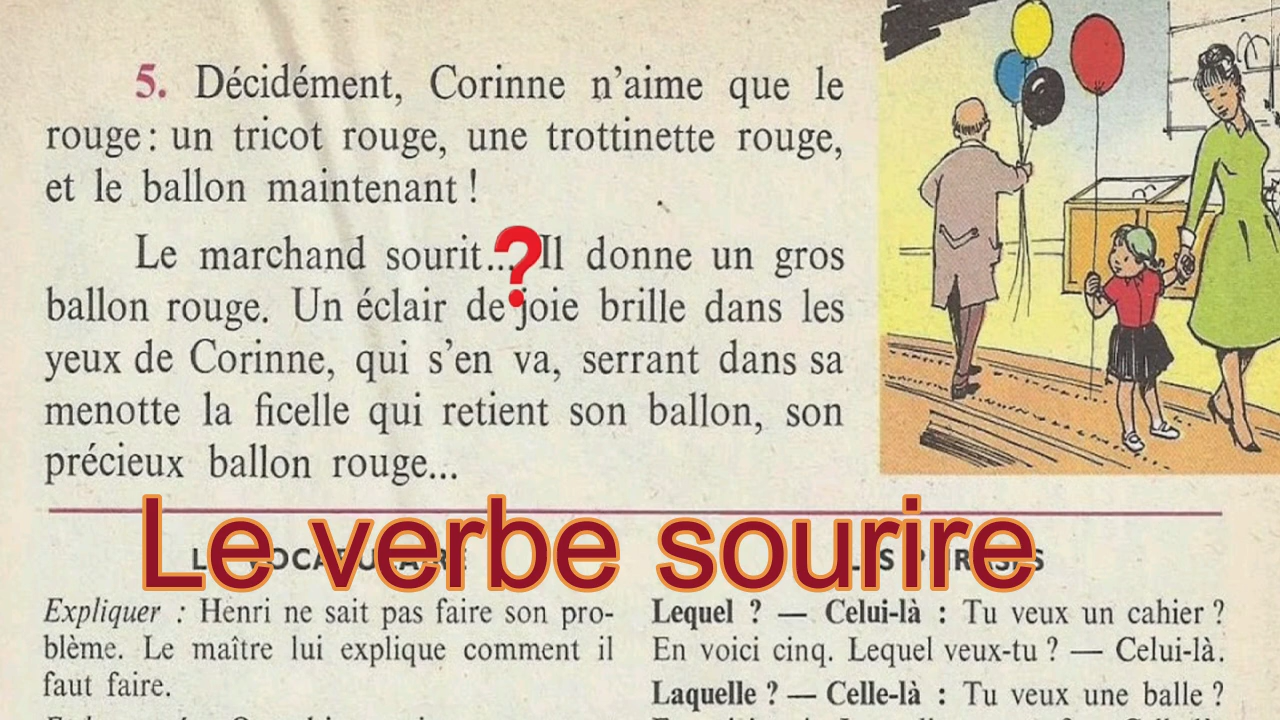 5. Décidément, Corinne n'aime que le
rouge : un tricot rouge, une trottinette rouge,
et le ballon maintenant !
Le marchand sourit... ? Il donne un gros
ballon rouge. Un éclair de joie brille dans les
yeux de Corinne, qui s'en va, serrant dans sa
menotte la ficelle qui retient son ballon, son
précieux ballon rouge...
Le verbe sourire
Expliquer : Henri ne sait pas faire son pro-
blème. Le maître lui explique comment il
faut faire.
Lequel ? — Celui-là : Tu veux un cahier ?
En voici cinq. Lequel veux-tu ? — Celui-là.
Laquelle ? — Celle-là : Tu veux une balle ?